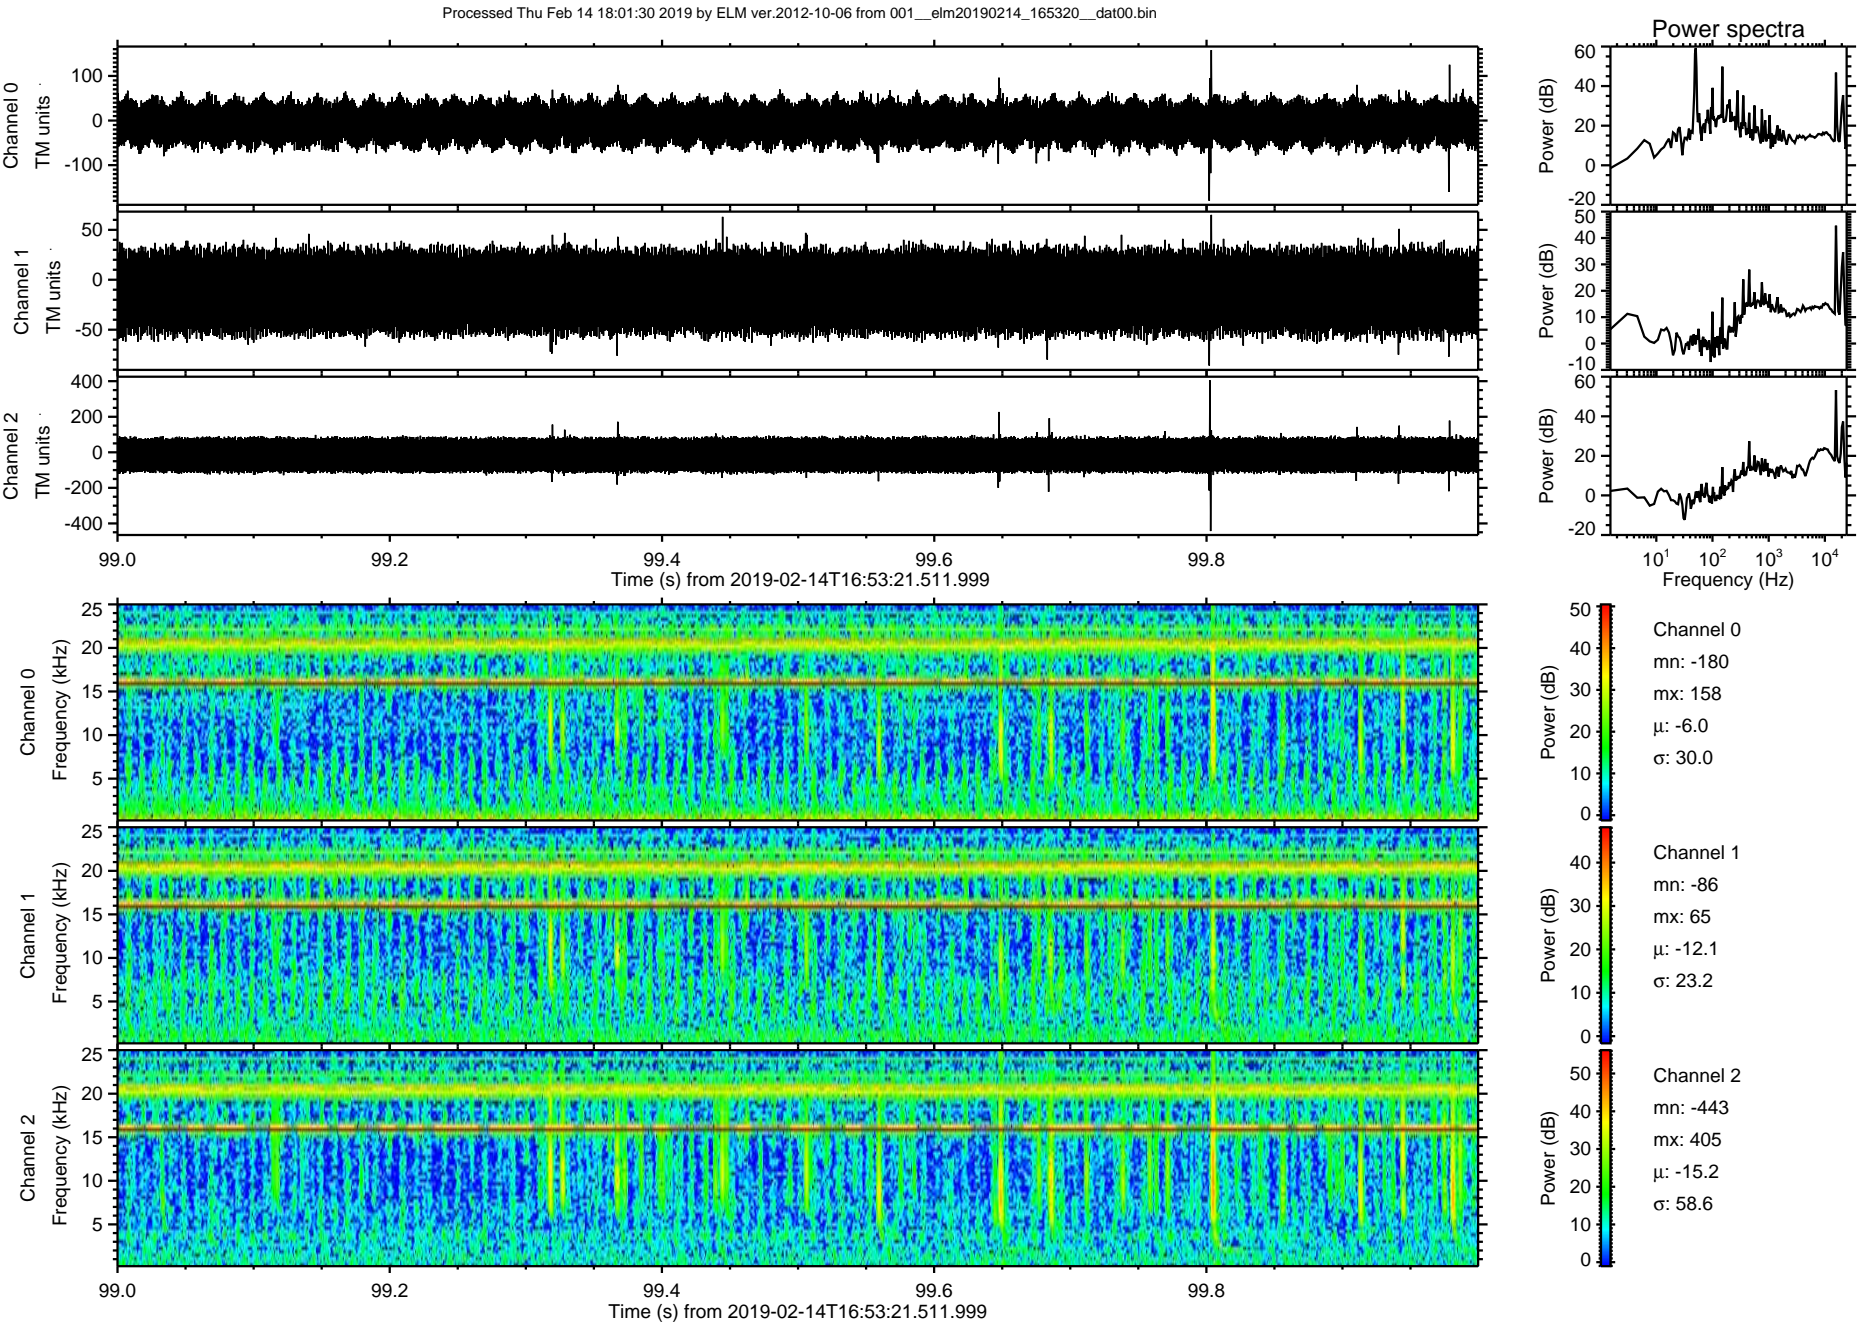 Processed Thu Feb 14 18:01:30 2019 by ELM ver.2012-10-06 from 001__elm20190214_165320__dat00.bin
Power spectra
Channel 0
TM units
100
0
-100
Power (dB)
60
40
20
0
-20
Channel 1
TM units
50
0
-50
Power (dB)
50
40
30
20
10
0
-10
Channel 2
TM units
400
200
0
-200
-400
Power (dB)
60
40
20
0
-20
99.0 99.2 99.4 99.6 99.8
Time (s) from 2019-02-14T16:53:21.511.999
10¹ 10² 10³ 10⁴
Frequency (Hz)
Channel 0
Frequency (kHz)
25
20
15
10
5
Power (dB)
50
40
30
20
10
0
Channel 0
mn: -180
mx: 158
μ: -6.0
σ: 30.0
Channel 1
Frequency (kHz)
25
20
15
10
5
Power (dB)
40
30
20
10
0
Channel 1
mn: -86
mx: 65
μ: -12.1
σ: 23.2
Channel 2
Frequency (kHz)
25
20
15
10
5
Power (dB)
50
40
30
20
10
0
Channel 2
mn: -443
mx: 405
μ: -15.2
σ: 58.6
99.0 99.2 99.4 99.6 99.8
Time (s) from 2019-02-14T16:53:21.511.999